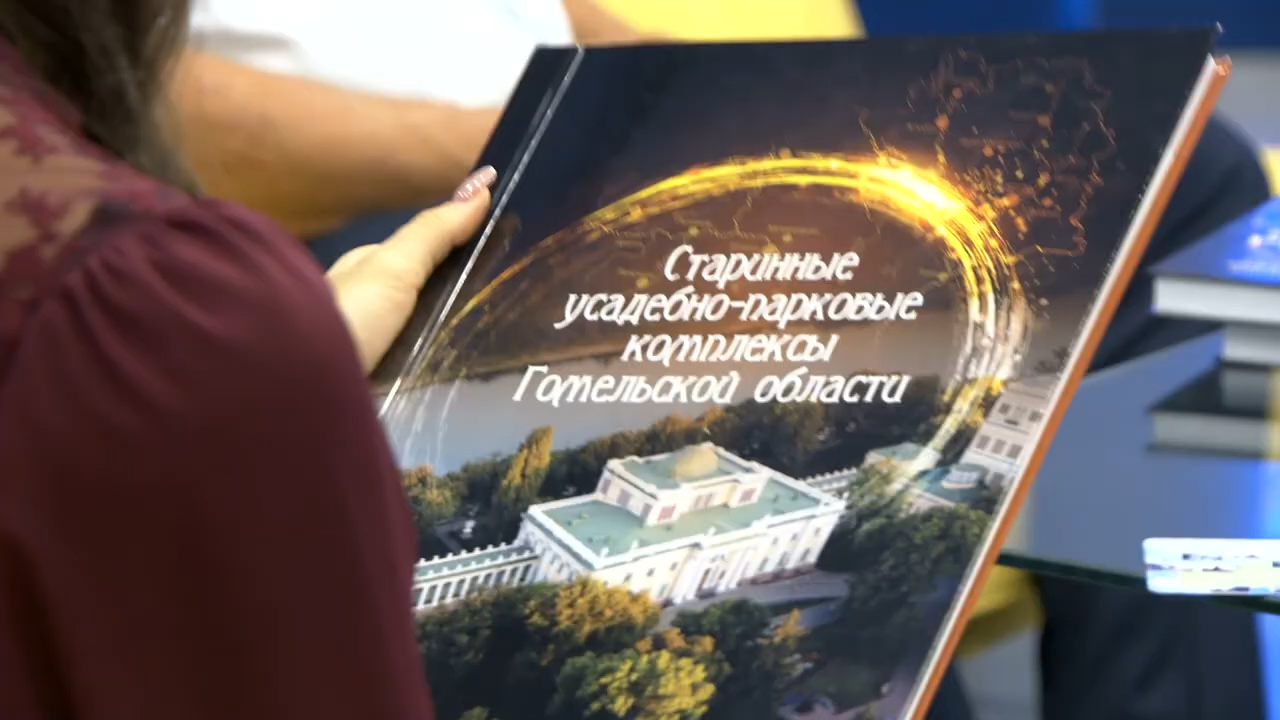 Старинные
усадебно-парковые
комплексы
Гомельской области